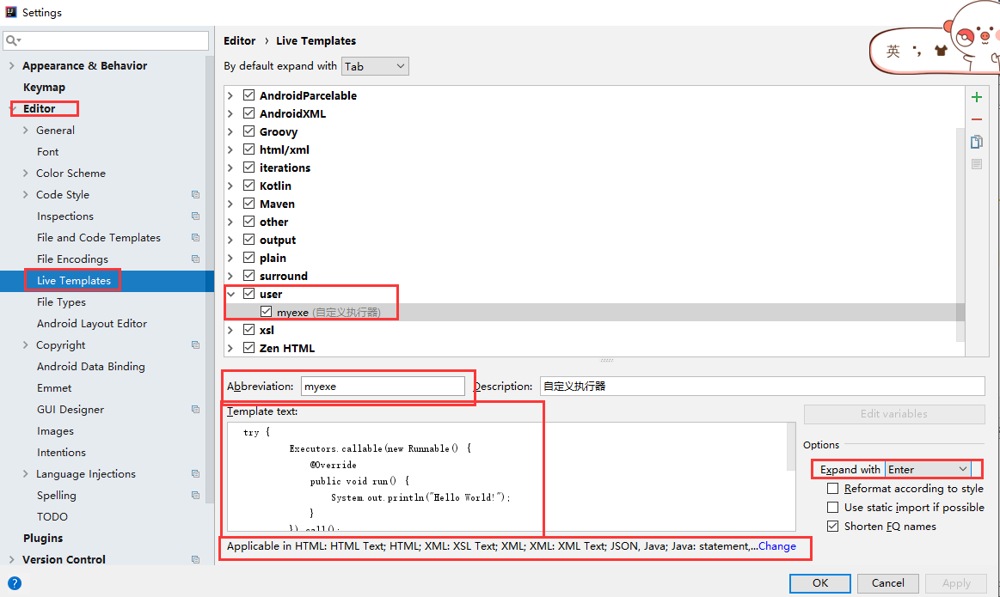 Settings
Appearance & Behavior
Keymap
Editor
General
Font
Color Scheme
Code Style
Inspections
File and Code Templates
File Encodings
Live Templates
File Types
Android Layout Editor
Copyright
Android Data Binding
Emmet
GUI Designer
Images
Intentions
Language Injections
Spelling
TODO
Plugins
Version Control
Editor › Live Templates
By default expand with Tab
AndroidParcelable
AndroidXML
Groovy
html/xml
iterations
Kotlin
Maven
other
output
plain
surround
user
myexe (自定义执行器)
xsl
Zen HTML
Abbreviation: myexe Description: 自定义执行器
Template text:
try {
Executors.callable(new Runnable() {
@Override
public void run() {
System.out.println("Hello World!");
}
}).call();
Edit variables
Options
Expand with Enter
Reformat according to style
Use static import if possible
Shorten FQ names
Applicable in HTML: HTML Text; HTML; XML: XSL Text; XML; XML: XML Text; JSON, Java; Java: statement,...Change
OK Cancel Apply
英